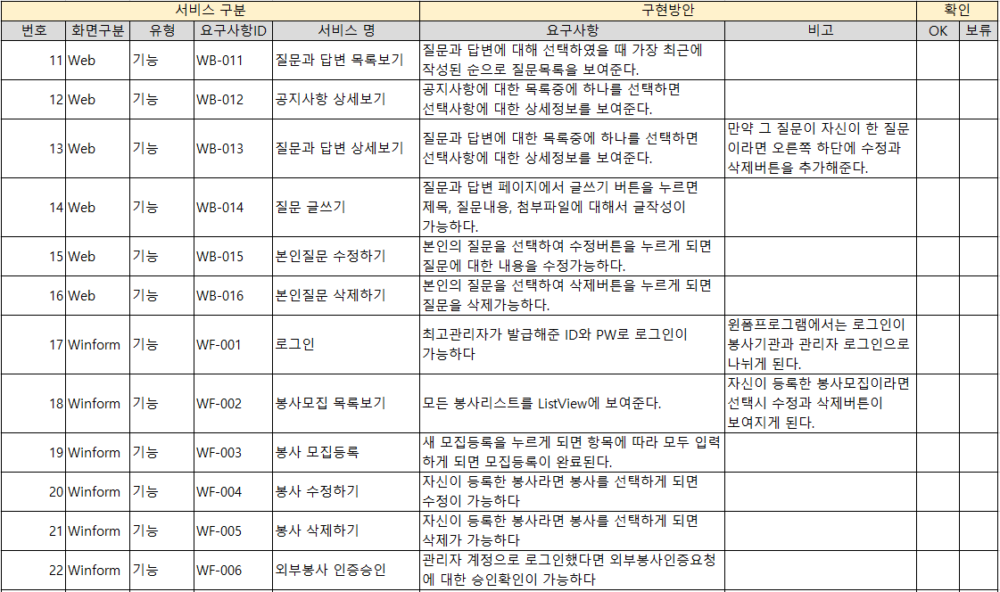 서비스 구분 구현방안 확인
번호 화면구분 유형 요구사항ID 서비스 명 요구사항 비고 OK 보류
11 Web 기능 WB-011 질문과 답변 목록보기 질문과 답변에 대해 선택하였을 때 가장 최근에
작성된 순으로 질문목록을 보여준다.
12 Web 기능 WB-012 공지사항 상세보기 공지사항에 대한 목록중에 하나를 선택하면
선택사항에 대한 상세정보를 보여준다.
13 Web 기능 WB-013 질문과 답변 상세보기 질문과 답변에 대한 목록중에 하나를 선택하면
선택사항에 대한 상세정보를 보여준다.
만약 그 질문이 자신이 한 질문
이라면 오른쪽 하단에 수정과
삭제버튼을 추가해준다.
14 Web 기능 WB-014 질문 글쓰기 질문과 답변 페이지에서 글쓰기 버튼을 누르면
제목, 질문내용, 첨부파일에 대해서 글작성이
가능하다.
15 Web 기능 WB-015 본인질문 수정하기 본인의 질문을 선택하여 수정버튼을 누르게 되면
질문에 대한 내용을 수정가능하다.
16 Web 기능 WB-016 본인질문 삭제하기 본인의 질문을 선택하여 삭제버튼을 누르게 되면
질문을 삭제가능하다.
17 Winform 기능 WF-001 로그인 최고관리자가 발급해준 ID와 PW로 로그인이
가능하다
윈폼프로그램에서는 로그인이
봉사기관과 관리자 로그인으로
나뉘게 된다.
18 Winform 기능 WF-002 봉사모집 목록보기 모든 봉사리스트를 ListView에 보여준다.
자신이 등록한 봉사모집이라면
선택시 수정과 삭제버튼이
보여지게 된다.
19 Winform 기능 WF-003 봉사 모집등록 새 모집등록을 누르게 되면 항목에 따라 모두 입력
하게 되면 모집등록이 완료된다.
20 Winform 기능 WF-004 봉사 수정하기 자신이 등록한 봉사라면 봉사를 선택하게 되면
수정이 가능하다
21 Winform 기능 WF-005 봉사 삭제하기 자신이 등록한 봉사라면 봉사를 선택하게 되면
삭제가 가능하다
22 Winform 기능 WF-006 외부봉사 인증승인 관리자 계정으로 로그인했다면 외부봉사인증요청
에 대한 승인확인이 가능하다